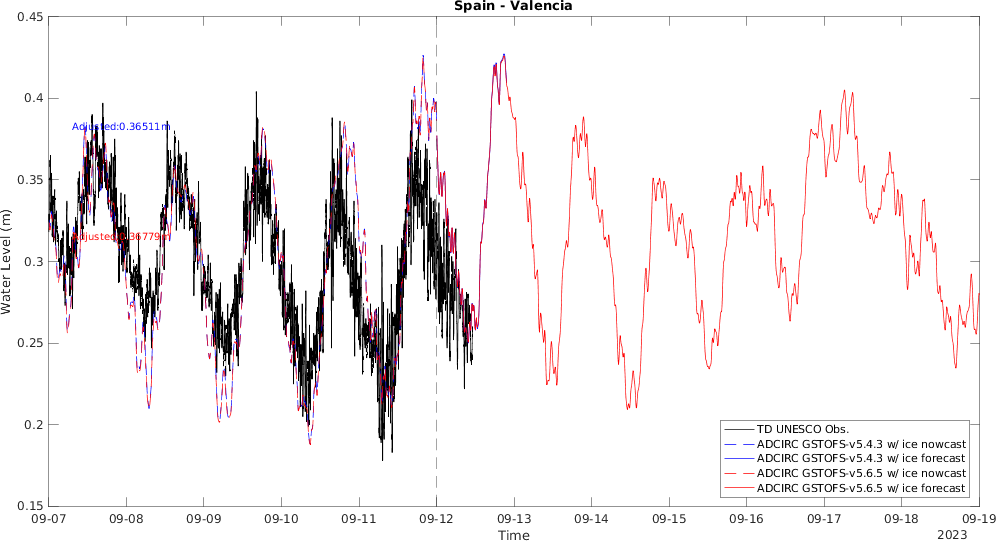 Spain - Valencia
0.45
0.4
0.35
0.3
0.25
0.2
0.15
Water Level (m)
Adjusted:0.36511m
Adjusted:0.36779m
TD UNESCO Obs.
ADCIRC GSTOFS-v5.4.3 w/ ice nowcast
ADCIRC GSTOFS-v5.4.3 w/ ice forecast
ADCIRC GSTOFS-v5.6.5 w/ ice nowcast
ADCIRC GSTOFS-v5.6.5 w/ ice forecast
09-07 09-08 09-09 09-10 09-11 09-12 09-13 09-14 09-15 09-16 09-17 09-18 09-19
Time
2023